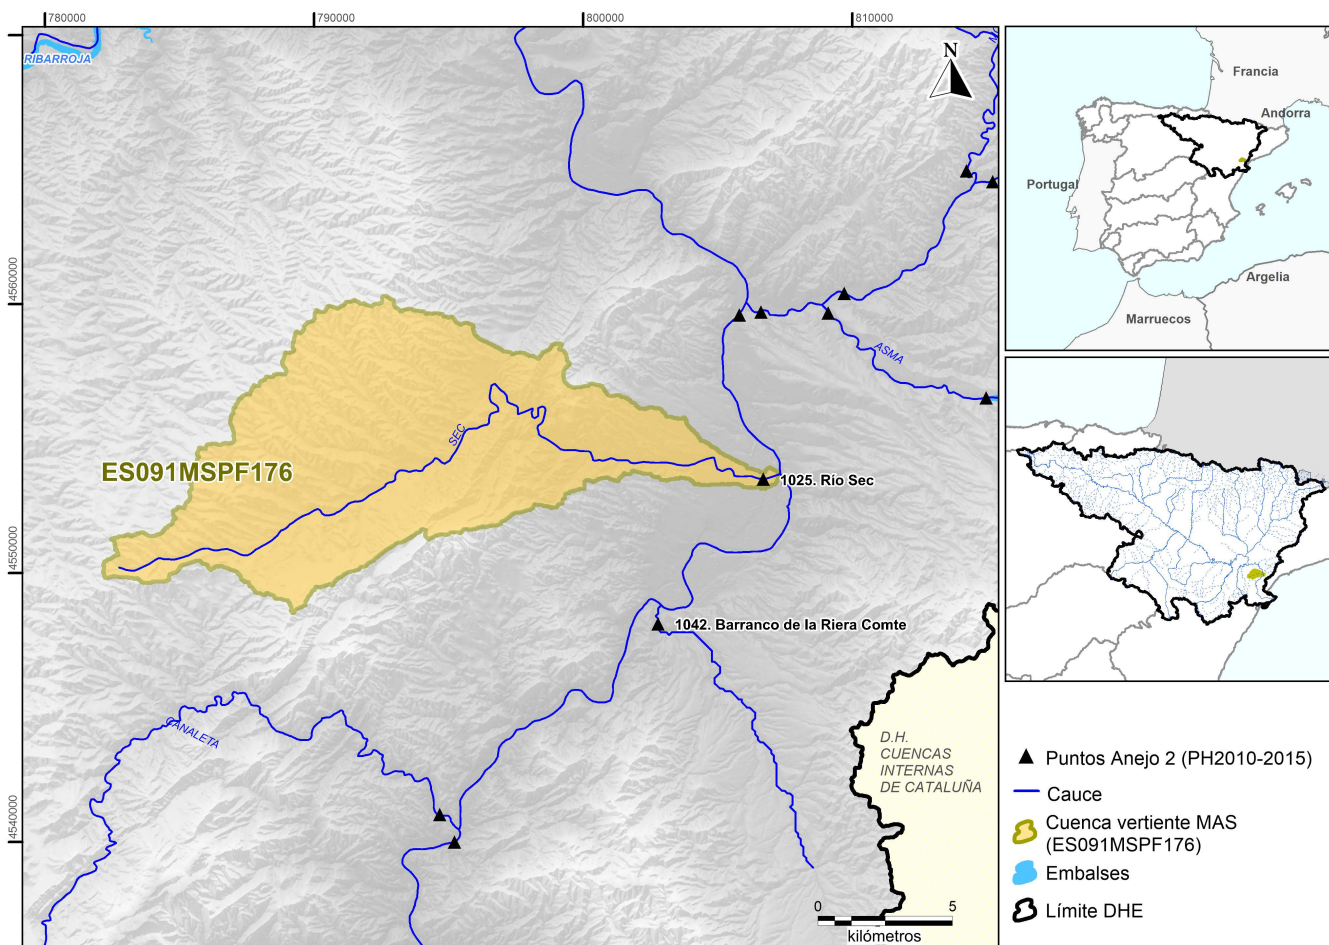 780000
790000
800000
810000
4560000
4550000
4540000
RIBARROJA
N
ASMA
SEC
ES091MSPF176
1025. Río Sec
1042. Barranco de la Riera Comte
CANALETA
D.H.
CUENCAS
INTERNAS
DE CATALUÑA
0 5
kilómetros
Francia
Andorra
Portugal
Argelia
Marruecos
Puntos Anejo 2 (PH2010-2015)
Cauce
Cuenca vertiente MAS
(ES091MSPF176)
Embalses
Límite DHE